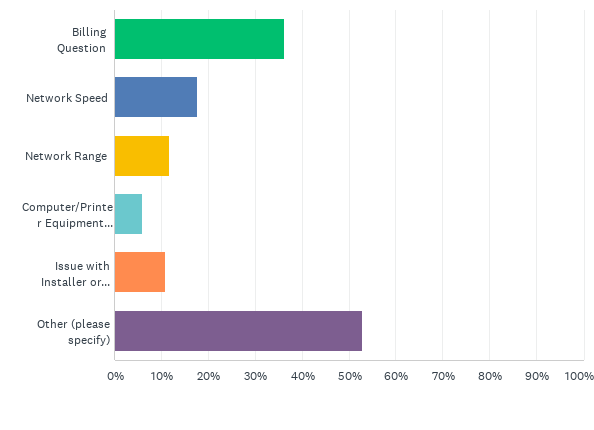 Billing
Question
Network Speed
Network Range
Computer/Printe
r Equipment...
Issue with
Installer or...
Other (please
specify)
0% 10% 20% 30% 40% 50% 60% 70% 80% 90% 100%